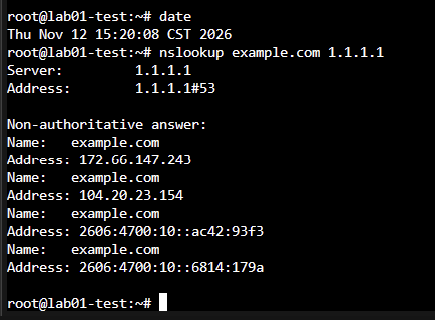 root@lab01-test:~# date
Thu Nov 12 15:20:08 CST 2026
root@lab01-test:~# nslookup example.com 1.1.1.1
Server:         1.1.1.1
Address:        1.1.1.1#53

Non-authoritative answer:
Name:   example.com
Address: 172.66.147.243
Name:   example.com
Address: 104.20.23.154
Name:   example.com
Address: 2606:4700:10::ac42:93f3
Name:   example.com
Address: 2606:4700:10::6814:179a

root@lab01-test:~#